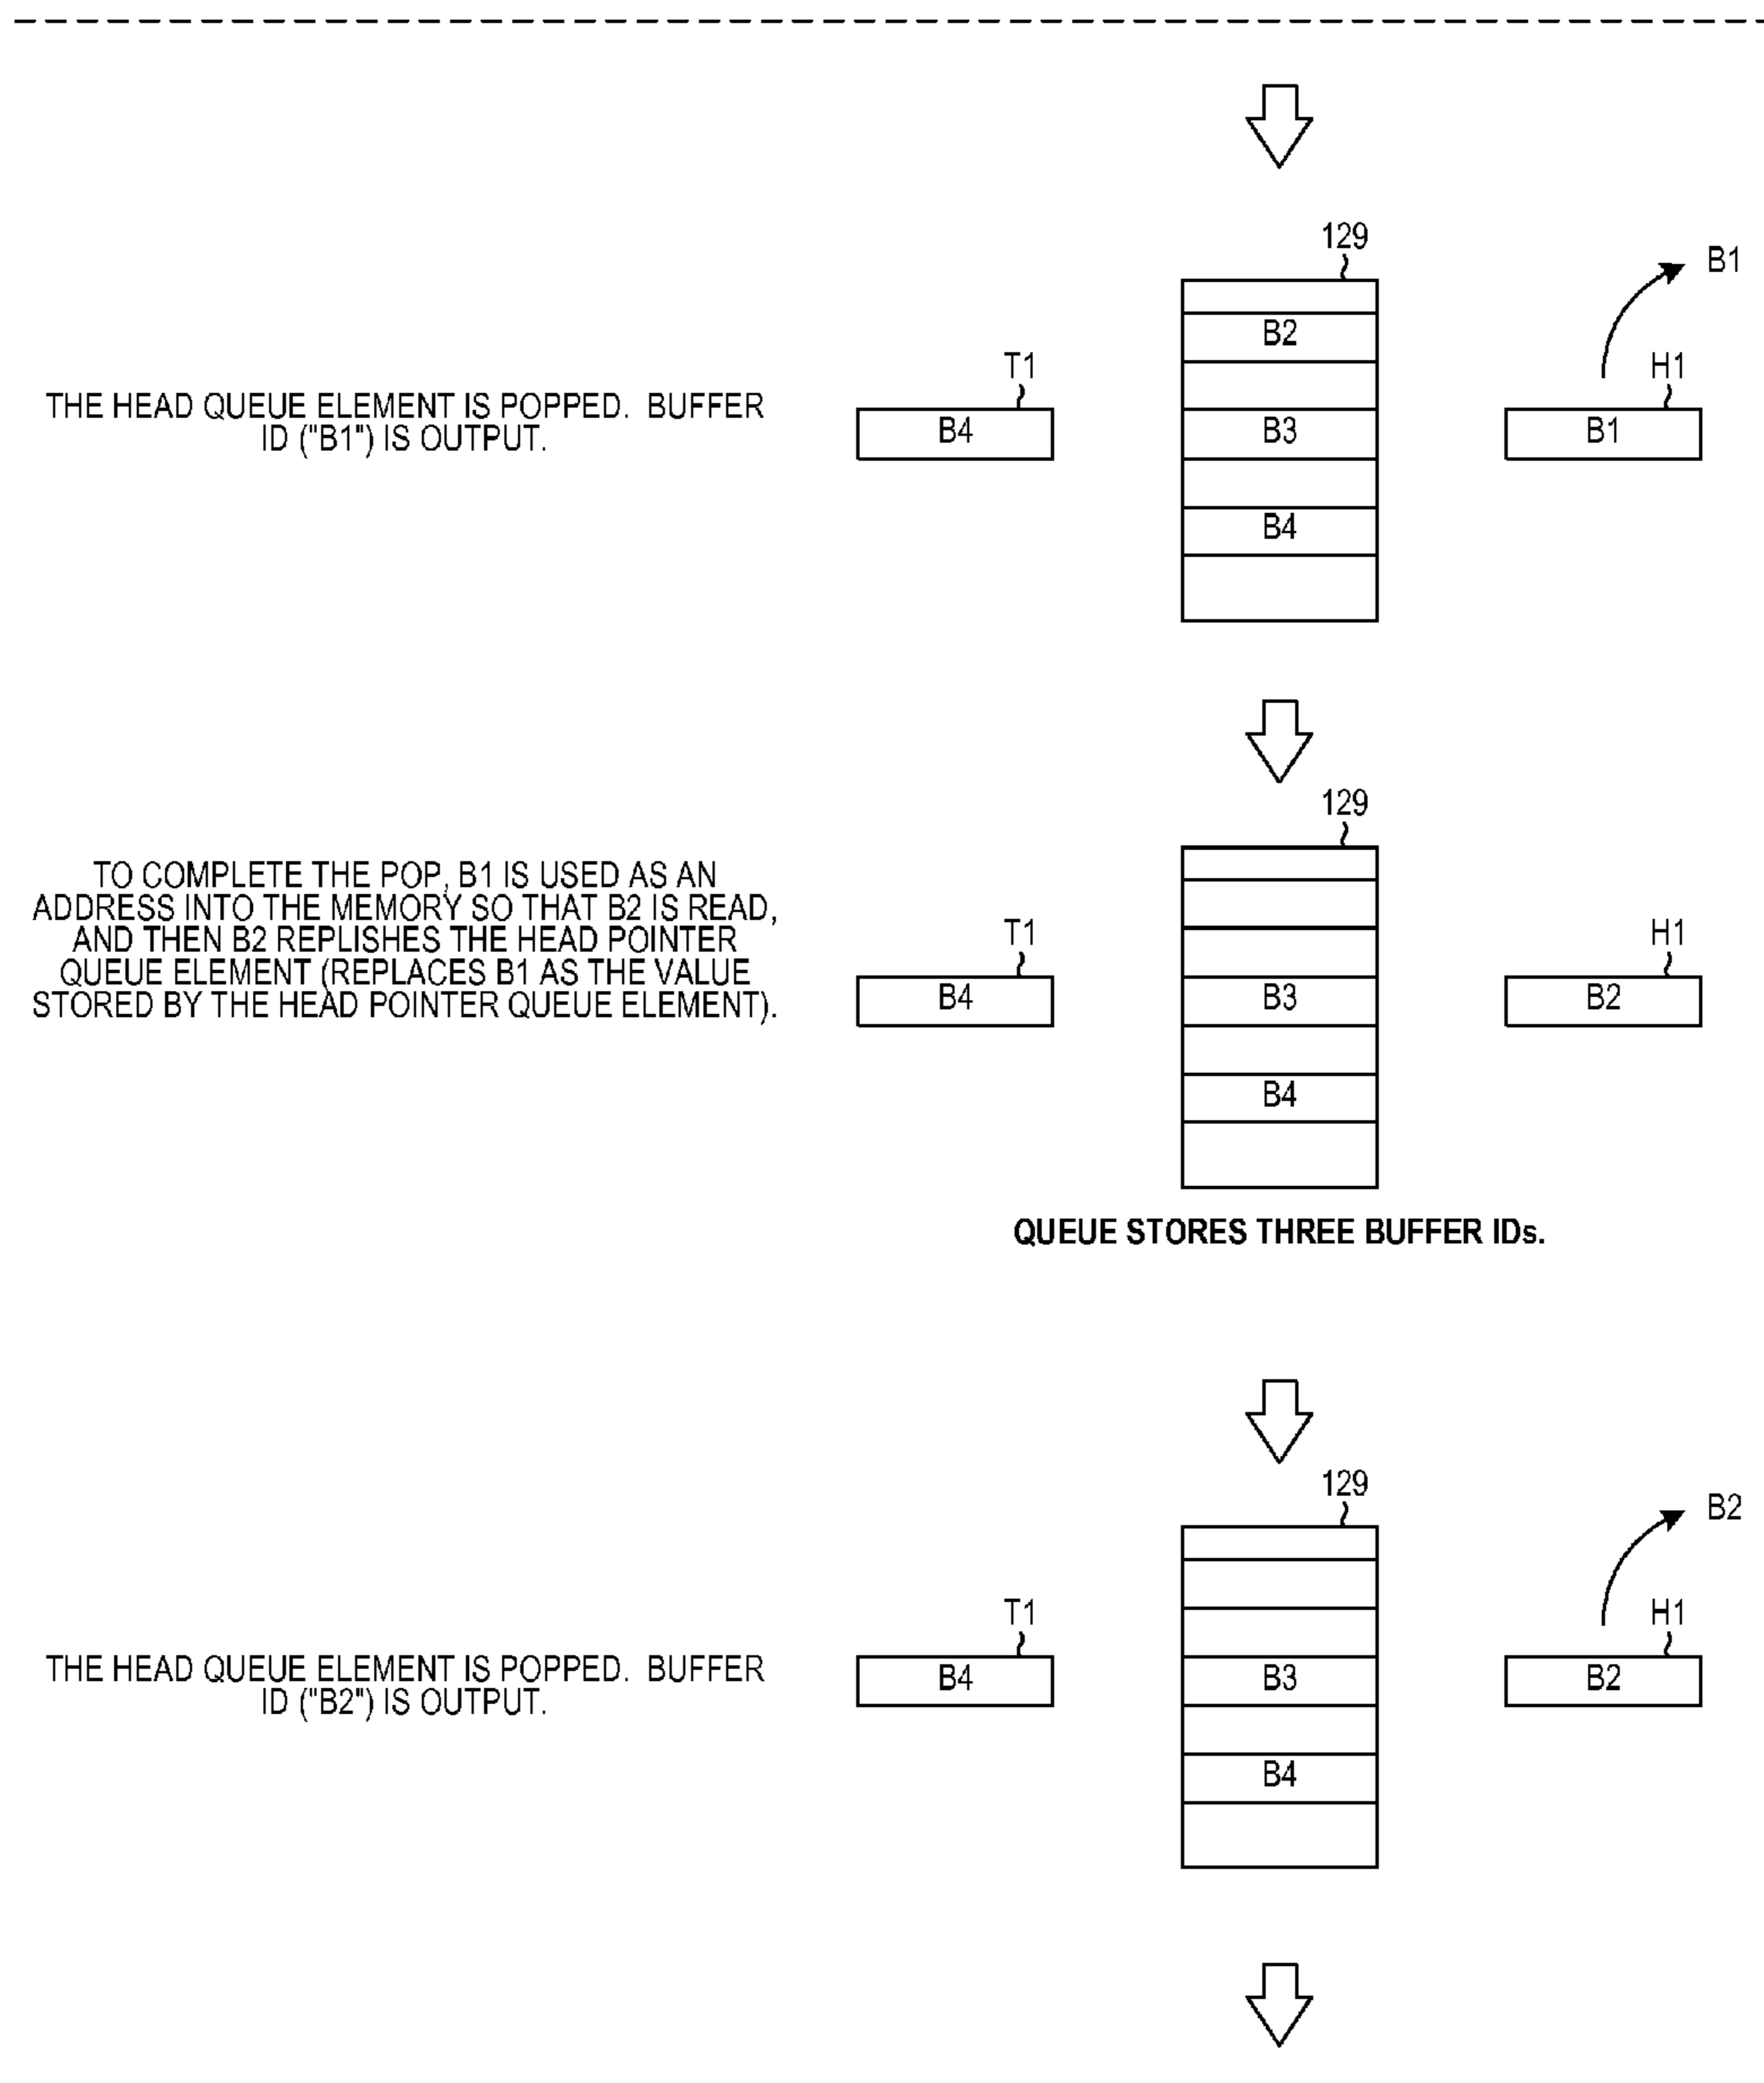 129
B1
B2
T1
H1
THE HEAD QUEUE ELEMENT IS POPPED. BUFFER
ID ("B1") IS OUTPUT.
B4
B3
B1
B4
129
TO COMPLETE THE POP, B1 IS USED AS AN
ADDRESS INTO THE MEMORY SO THAT B2 IS READ,
AND THEN B2 REPLISHES THE HEAD POINTER
QUEUE ELEMENT (REPLACES B1 AS THE VALUE
STORED BY THE HEAD POINTER QUEUE ELEMENT).
T1
H1
B4
B3
B2
B4
QUEUE STORES THREE BUFFER IDs.
129
B2
T1
H1
THE HEAD QUEUE ELEMENT IS POPPED. BUFFER
ID ("B2") IS OUTPUT.
B4
B3
B2
B4